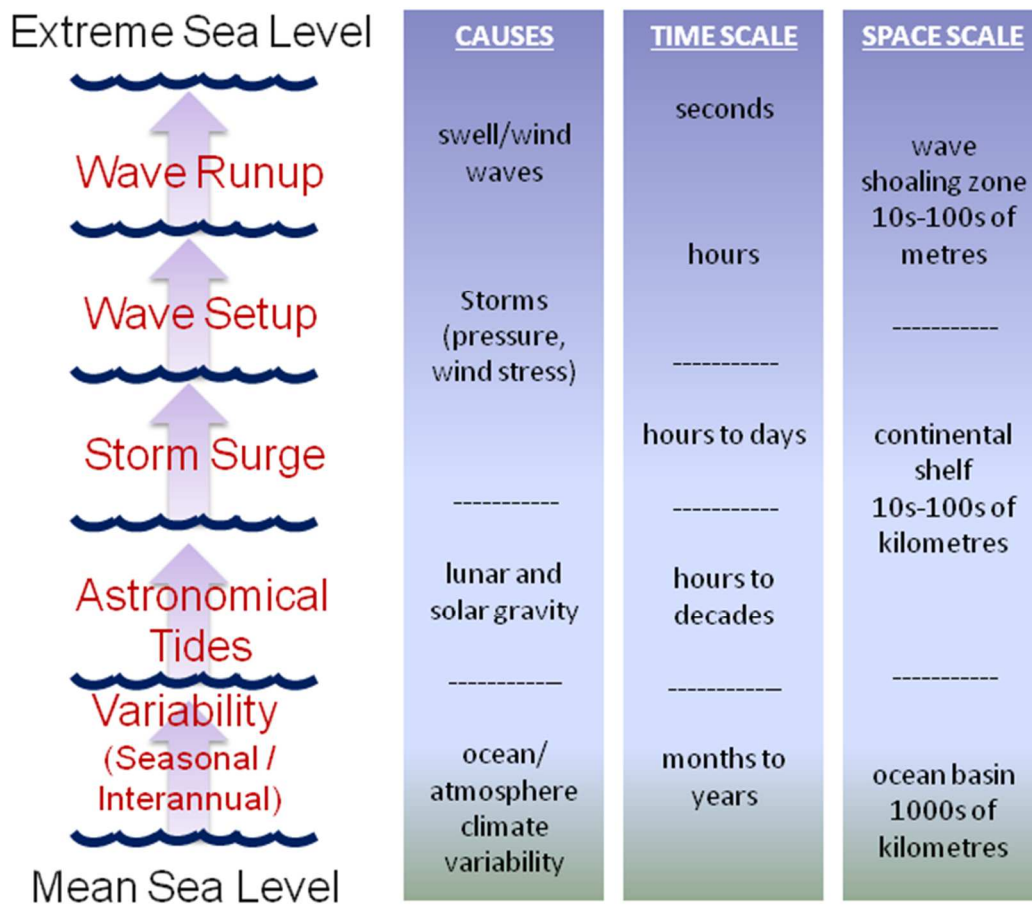 Extreme Sea Level
Wave Runup
Wave Setup
Storm Surge
Astronomical
Tides
Variability
(Seasonal /
Interannual)
Mean Sea Level
CAUSES
swell/wind
waves
Storms
(pressure,
wind stress)
-----------
lunar and
solar gravity
------------
ocean/
atmosphere
climate
variability
TIME SCALE
seconds
hours
-----------
hours to days
-----------
hours to
decades
------------
months to
years
SPACE SCALE
wave
shoaling zone
10s-100s of
metres
-----------
continental
shelf
10s-100s of
kilometres
-----------
ocean basin
1000s of
kilometres